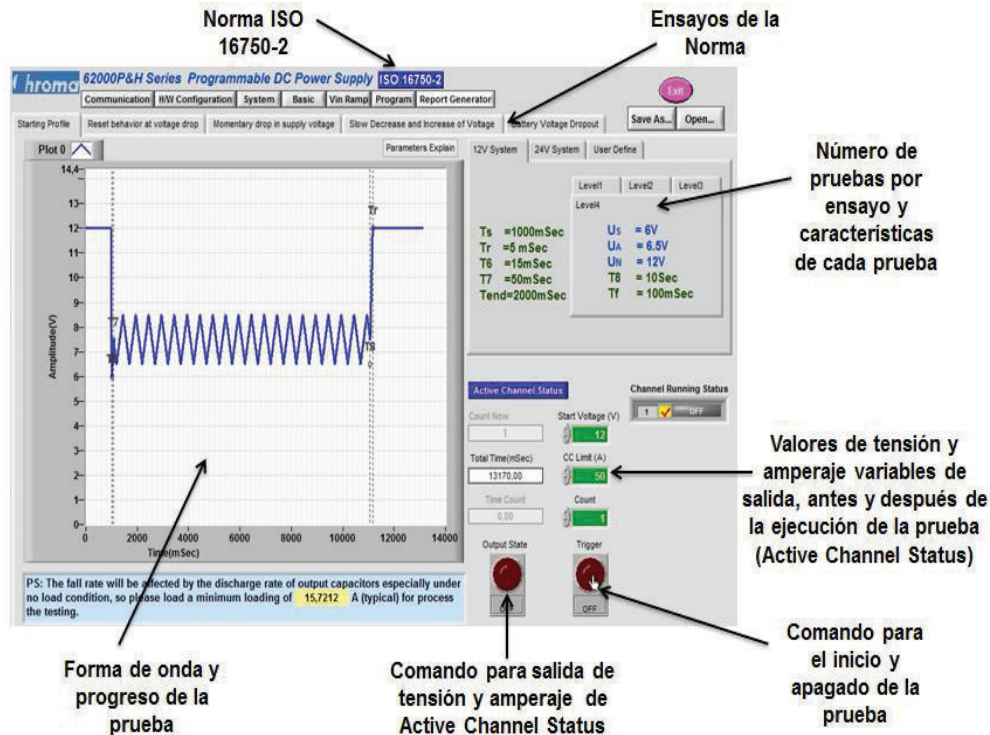 Norma ISO
16750-2
Ensayos de la
Norma
hroma
62000P&H Series Programmable DC Power Supply ISO 16750-2
Communication H/W Configuration System Basic Vin Ramp Program Report Generator
Exit
Save As... Open...
Starting Profile Reset behavior at voltage drop Momentary drop in supply voltage Slow Decrease and Increase of Voltage Battery Voltage Dropout
Plot 0
Parameters Explain
12V System 24V System User Define
Level1 Level2 Level3
Level4
Ts =1000mSec
Tr =5 mSec
T6 =15mSec
T7 =50mSec
Tend=2000mSec
Us = 6V
UA = 6.5V
UN = 12V
T8 = 10Sec
Tf = 100mSec
Número de
pruebas por
ensayo y
características
de cada prueba
14,4-
13-
12-
11-
10-
9-
8-
7-
6-
5-
4-
3-
2-
1-
0-
Amplitude(V)
Tr
T7
T8
0 2000 4000 6000 8000 10000 12000 14000
Time(mSec)
Active Channel Status
Channel Running Status
1 OFF
Count Now
1
Start Voltage (V)
12
Total Time(mSec)
13170,00
CC Limit (A)
50
Time Count
0,00
Count
1
Output State
OFF
Trigger
OFF
Valores de tensión y
amperaje variables de
salida, antes y después de
la ejecución de la prueba
(Active Channel Status)
PS: The fall rate will be affected by the discharge rate of output capacitors especially under
no load condition, so please load a minimum loading of 15,7212 A (typical) for process
the testing.
Forma de onda y
progreso de la
prueba
Comando para salida de
tensión y amperaje de
Active Channel Status
Comando para
el inicio y
apagado de la
prueba